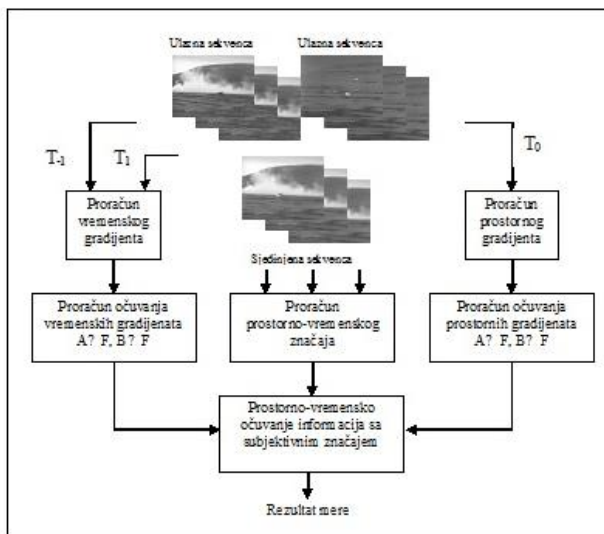 Ulazna sekvenca
Ulazna sekvenca
T-1
T1
T0
Proračun
vremenskog
gradijenta
Proračun
prostornog
gradijenta
Sjedinjena sekvenca
Proračun očuvanja
vremenskih gradijenata
A? F, B? F
Proračun
prostorno-vremenskog
značaja
Proračun očuvanja
prostornih gradijenata
A? F, B? F
Prostorno-vremensko
očuvanje informacija sa
subjektivnim značajem
Rezultat mere